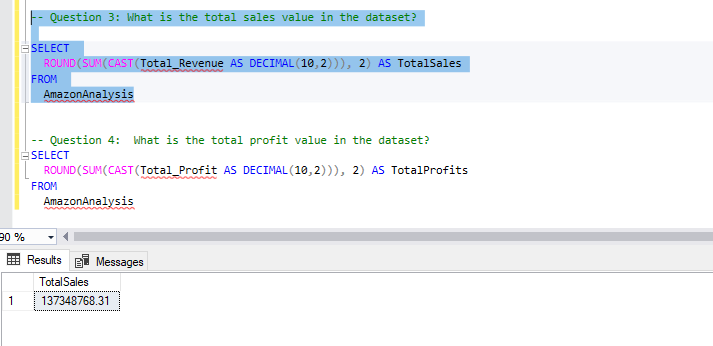 -- Question 3: What is the total sales value in the dataset?
SELECT
ROUND(SUM(CAST(Total_Revenue AS DECIMAL(10,2))), 2) AS TotalSales
FROM
AmazonAnalysis
-- Question 4:  What is the total profit value in the dataset?
SELECT
ROUND(SUM(CAST(Total_Profit AS DECIMAL(10,2))), 2) AS TotalProfits
FROM
AmazonAnalysis
90 %
Results Messages
TotalSales
1 137348768.31